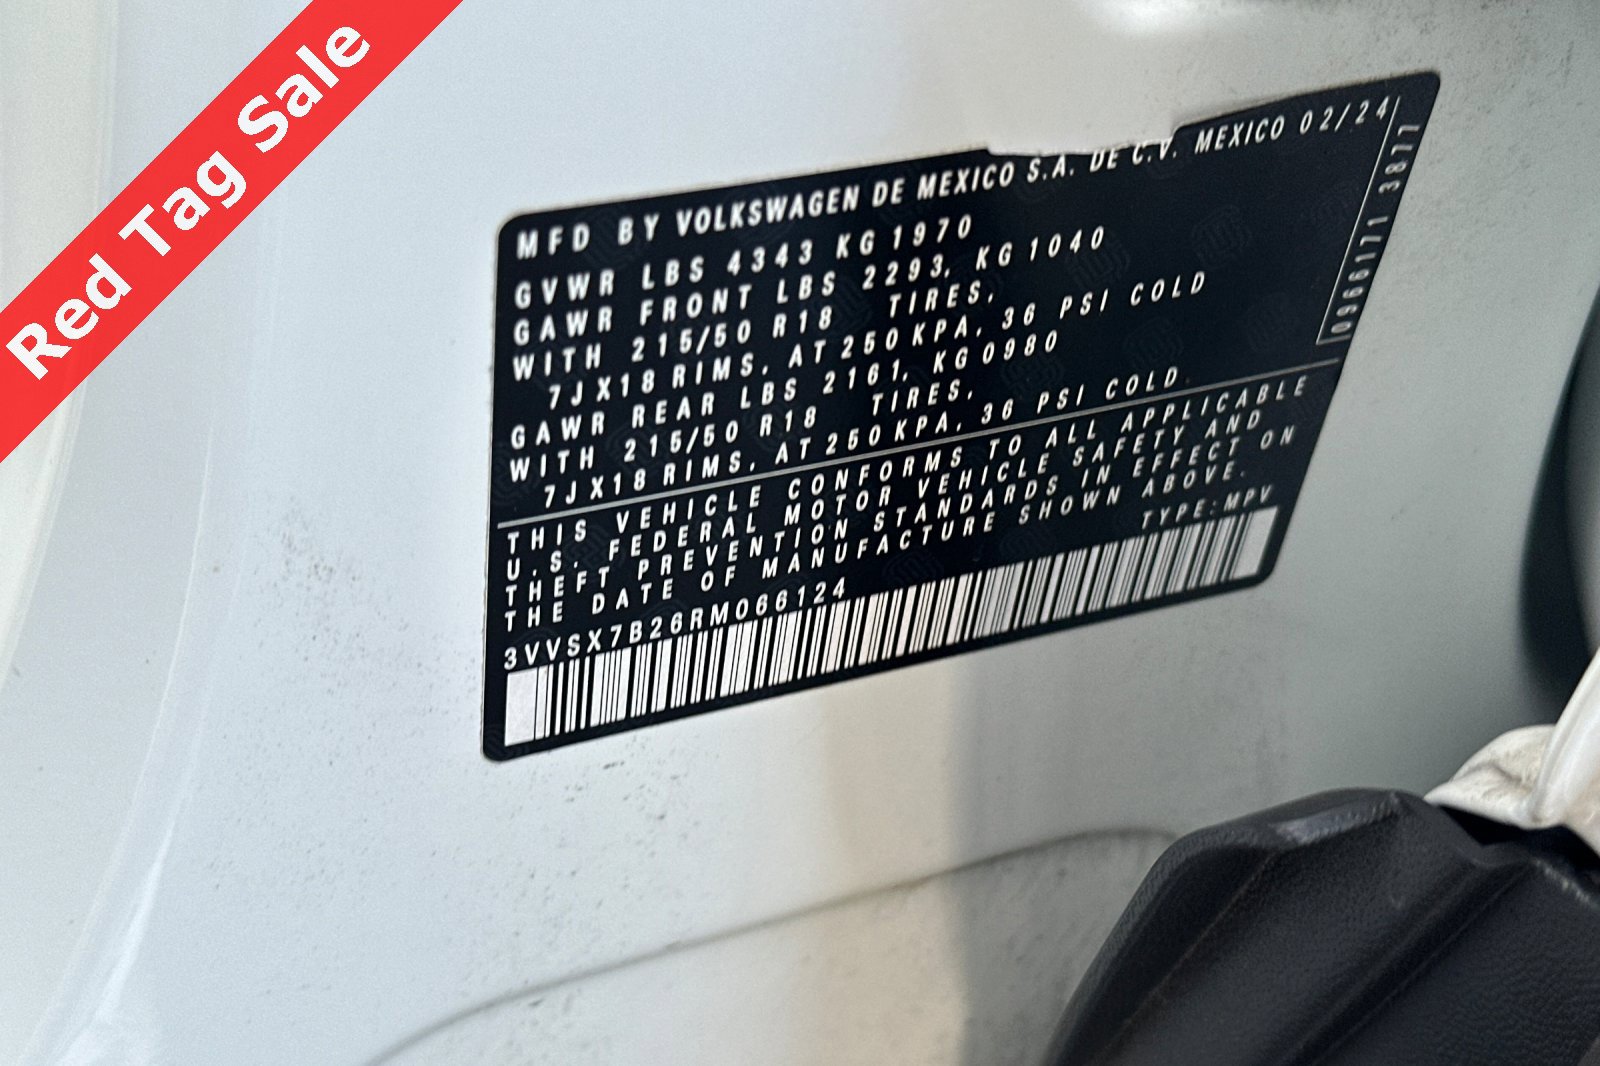 Red Tag Sale
MFD BY VOLKSWAGEN DE MEXICO S.A. DE C.V. MEXICO 02/24
GVWR LBS 4343 KG 1970
GAWR FRONT LBS 2293, KG 1040
WITH 215/50 R18 TIRES,
7JX18 RIMS, AT 250 KPA, 36 PSI COLD
GAWR REAR LBS 2161, KG 0980
WITH 215/50 R18 TIRES,
7JX18 RIMS, AT 250 KPA, 36 PSI COLD.
0966171 3877
THIS VEHICLE CONFORMS TO ALL APPLICABLE
U.S. FEDERAL MOTOR VEHICLE SAFETY AND
THEFT PREVENTION STANDARDS IN EFFECT ON
THE DATE OF MANUFACTURE SHOWN ABOVE.
TYPE: MPV
3VVSX7B26RM066124